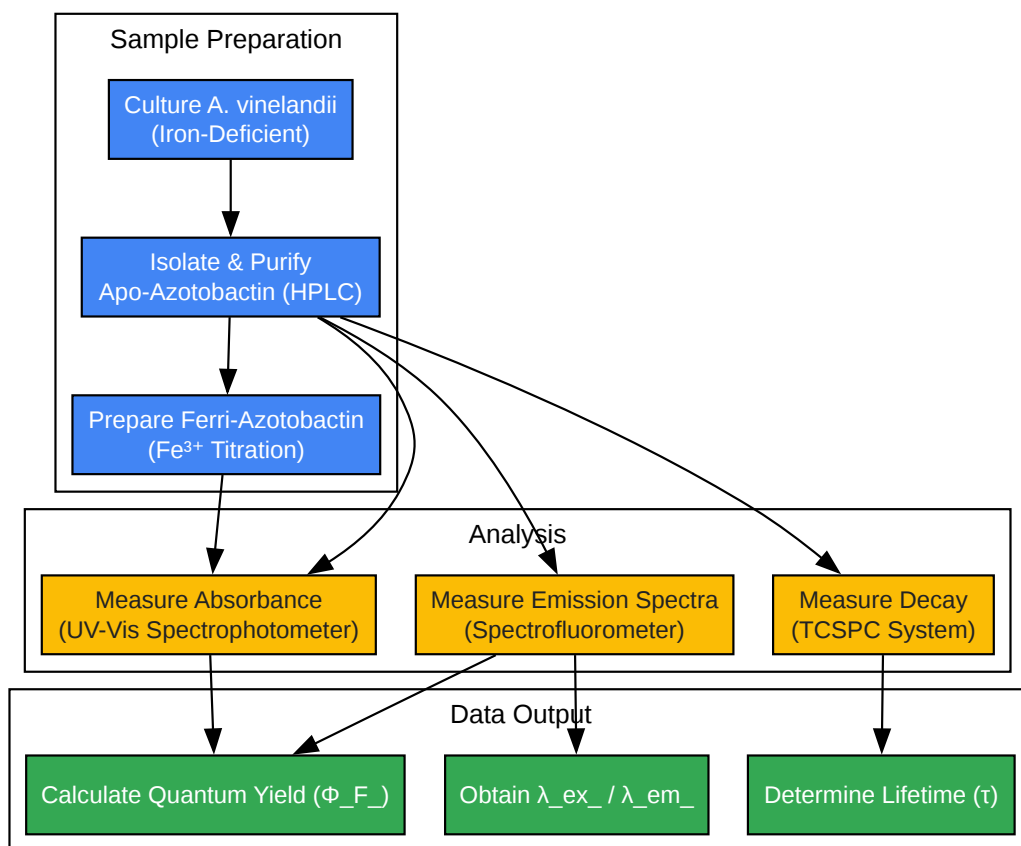 Sample Preparation
Culture A. vinelandii
(Iron-Deficient)
Isolate & Purify
Apo-Azotobactin (HPLC)
Prepare Ferri-Azotobactin
(Fe³⁺ Titration)
Analysis
Measure Absorbance
(UV-Vis Spectrophotometer)
Measure Emission Spectra
(Spectrofluorometer)
Measure Decay
(TCSPC System)
Data Output
Calculate Quantum Yield (Φ_F_)
Obtain λ_ex_ / λ_em_
Determine Lifetime (τ)